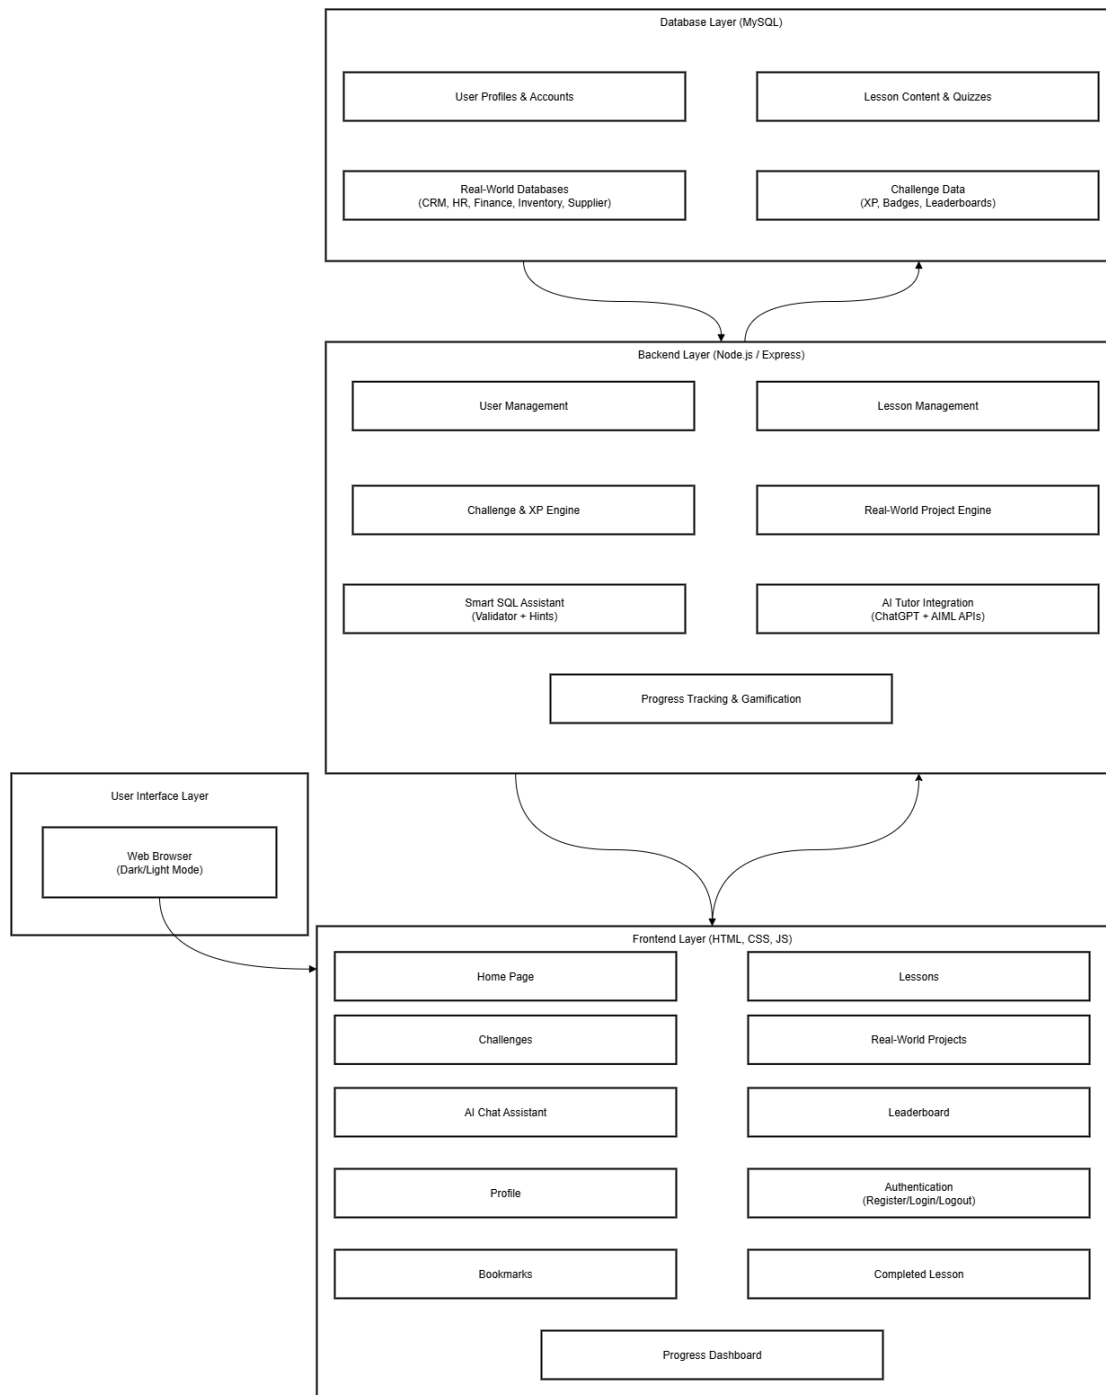 Database Layer (MySQL)
User Profiles & Accounts
Lesson Content & Quizzes
Real-World Databases
(CRM, HR, Finance, Inventory, Supplier)
Challenge Data
(XP, Badges, Leaderboards)
Backend Layer (Node.js / Express)
User Management
Lesson Management
Challenge & XP Engine
Real-World Project Engine
Smart SQL Assistant
(Validator + Hints)
AI Tutor Integration
(ChatGPT + AIML APIs)
Progress Tracking & Gamification
User Interface Layer
Web Browser
(Dark/Light Mode)
Frontend Layer (HTML, CSS, JS)
Home Page
Lessons
Challenges
Real-World Projects
AI Chat Assistant
Leaderboard
Profile
Authentication
(Register/Login/Logout)
Bookmarks
Completed Lesson
Progress Dashboard